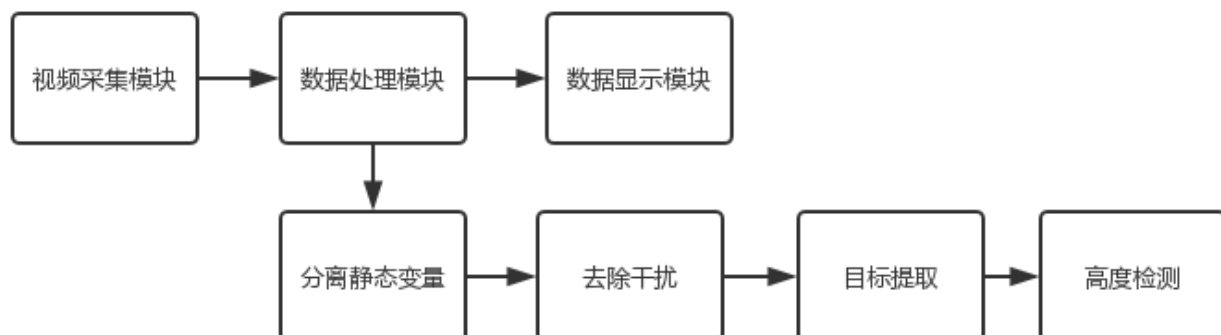 视频采集模块
数据处理模块
数据显示模块
分离静态变量
去除干扰
目标提取
高度检测